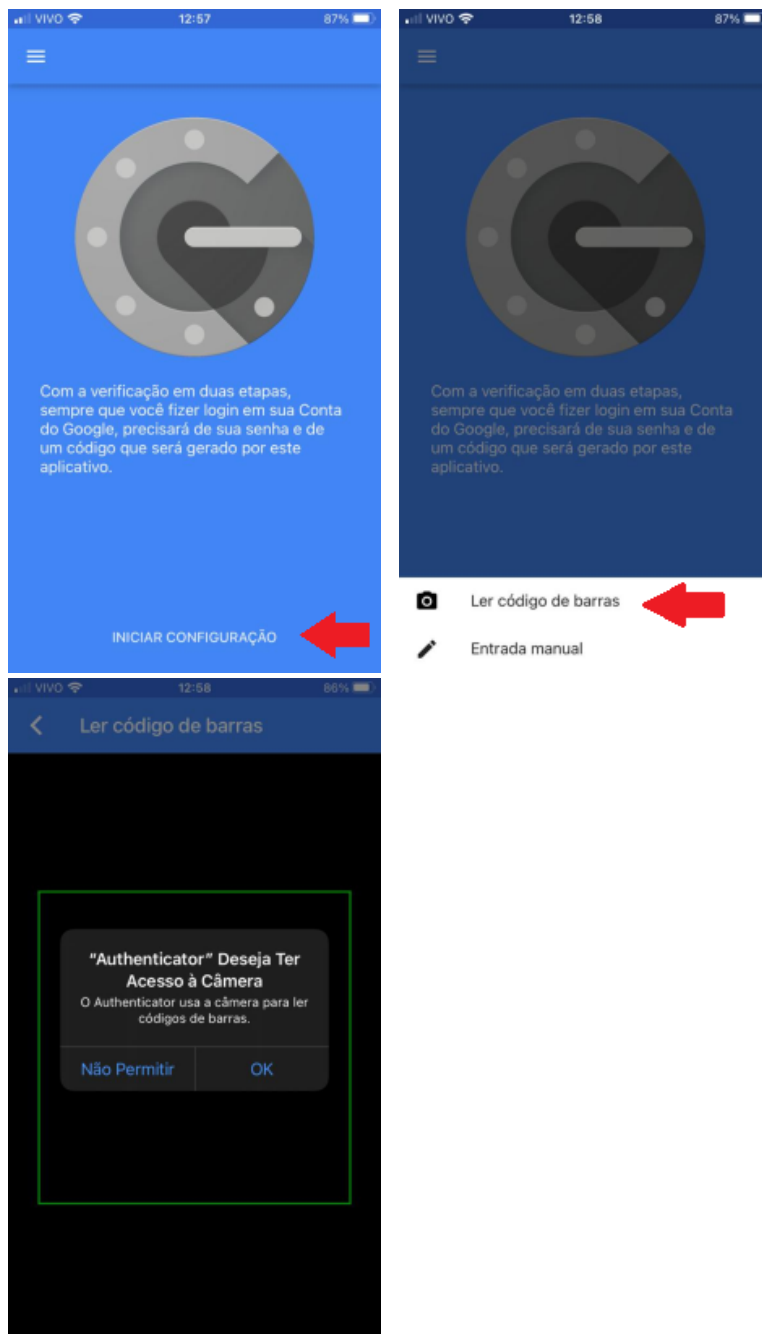 VIVO 12:57 87%
Com a verificação em duas etapas,
sempre que você fizer login em sua Conta
do Google, precisará de sua senha e de
um código que será gerado por este
aplicativo.
INICIAR CONFIGURAÇÃO
VIVO 12:58 87%
Com a verificação em duas etapas,
sempre que você fizer login em sua Conta
do Google, precisará de sua senha e de
um código que será gerado por este
aplicativo.
Ler código de barras
Entrada manual
VIVO 12:58 86%
Ler código de barras
"Authenticator" Deseja Ter
Acesso à Câmera
O Authenticator usa a câmera para ler
códigos de barras.
Não Permitir OK